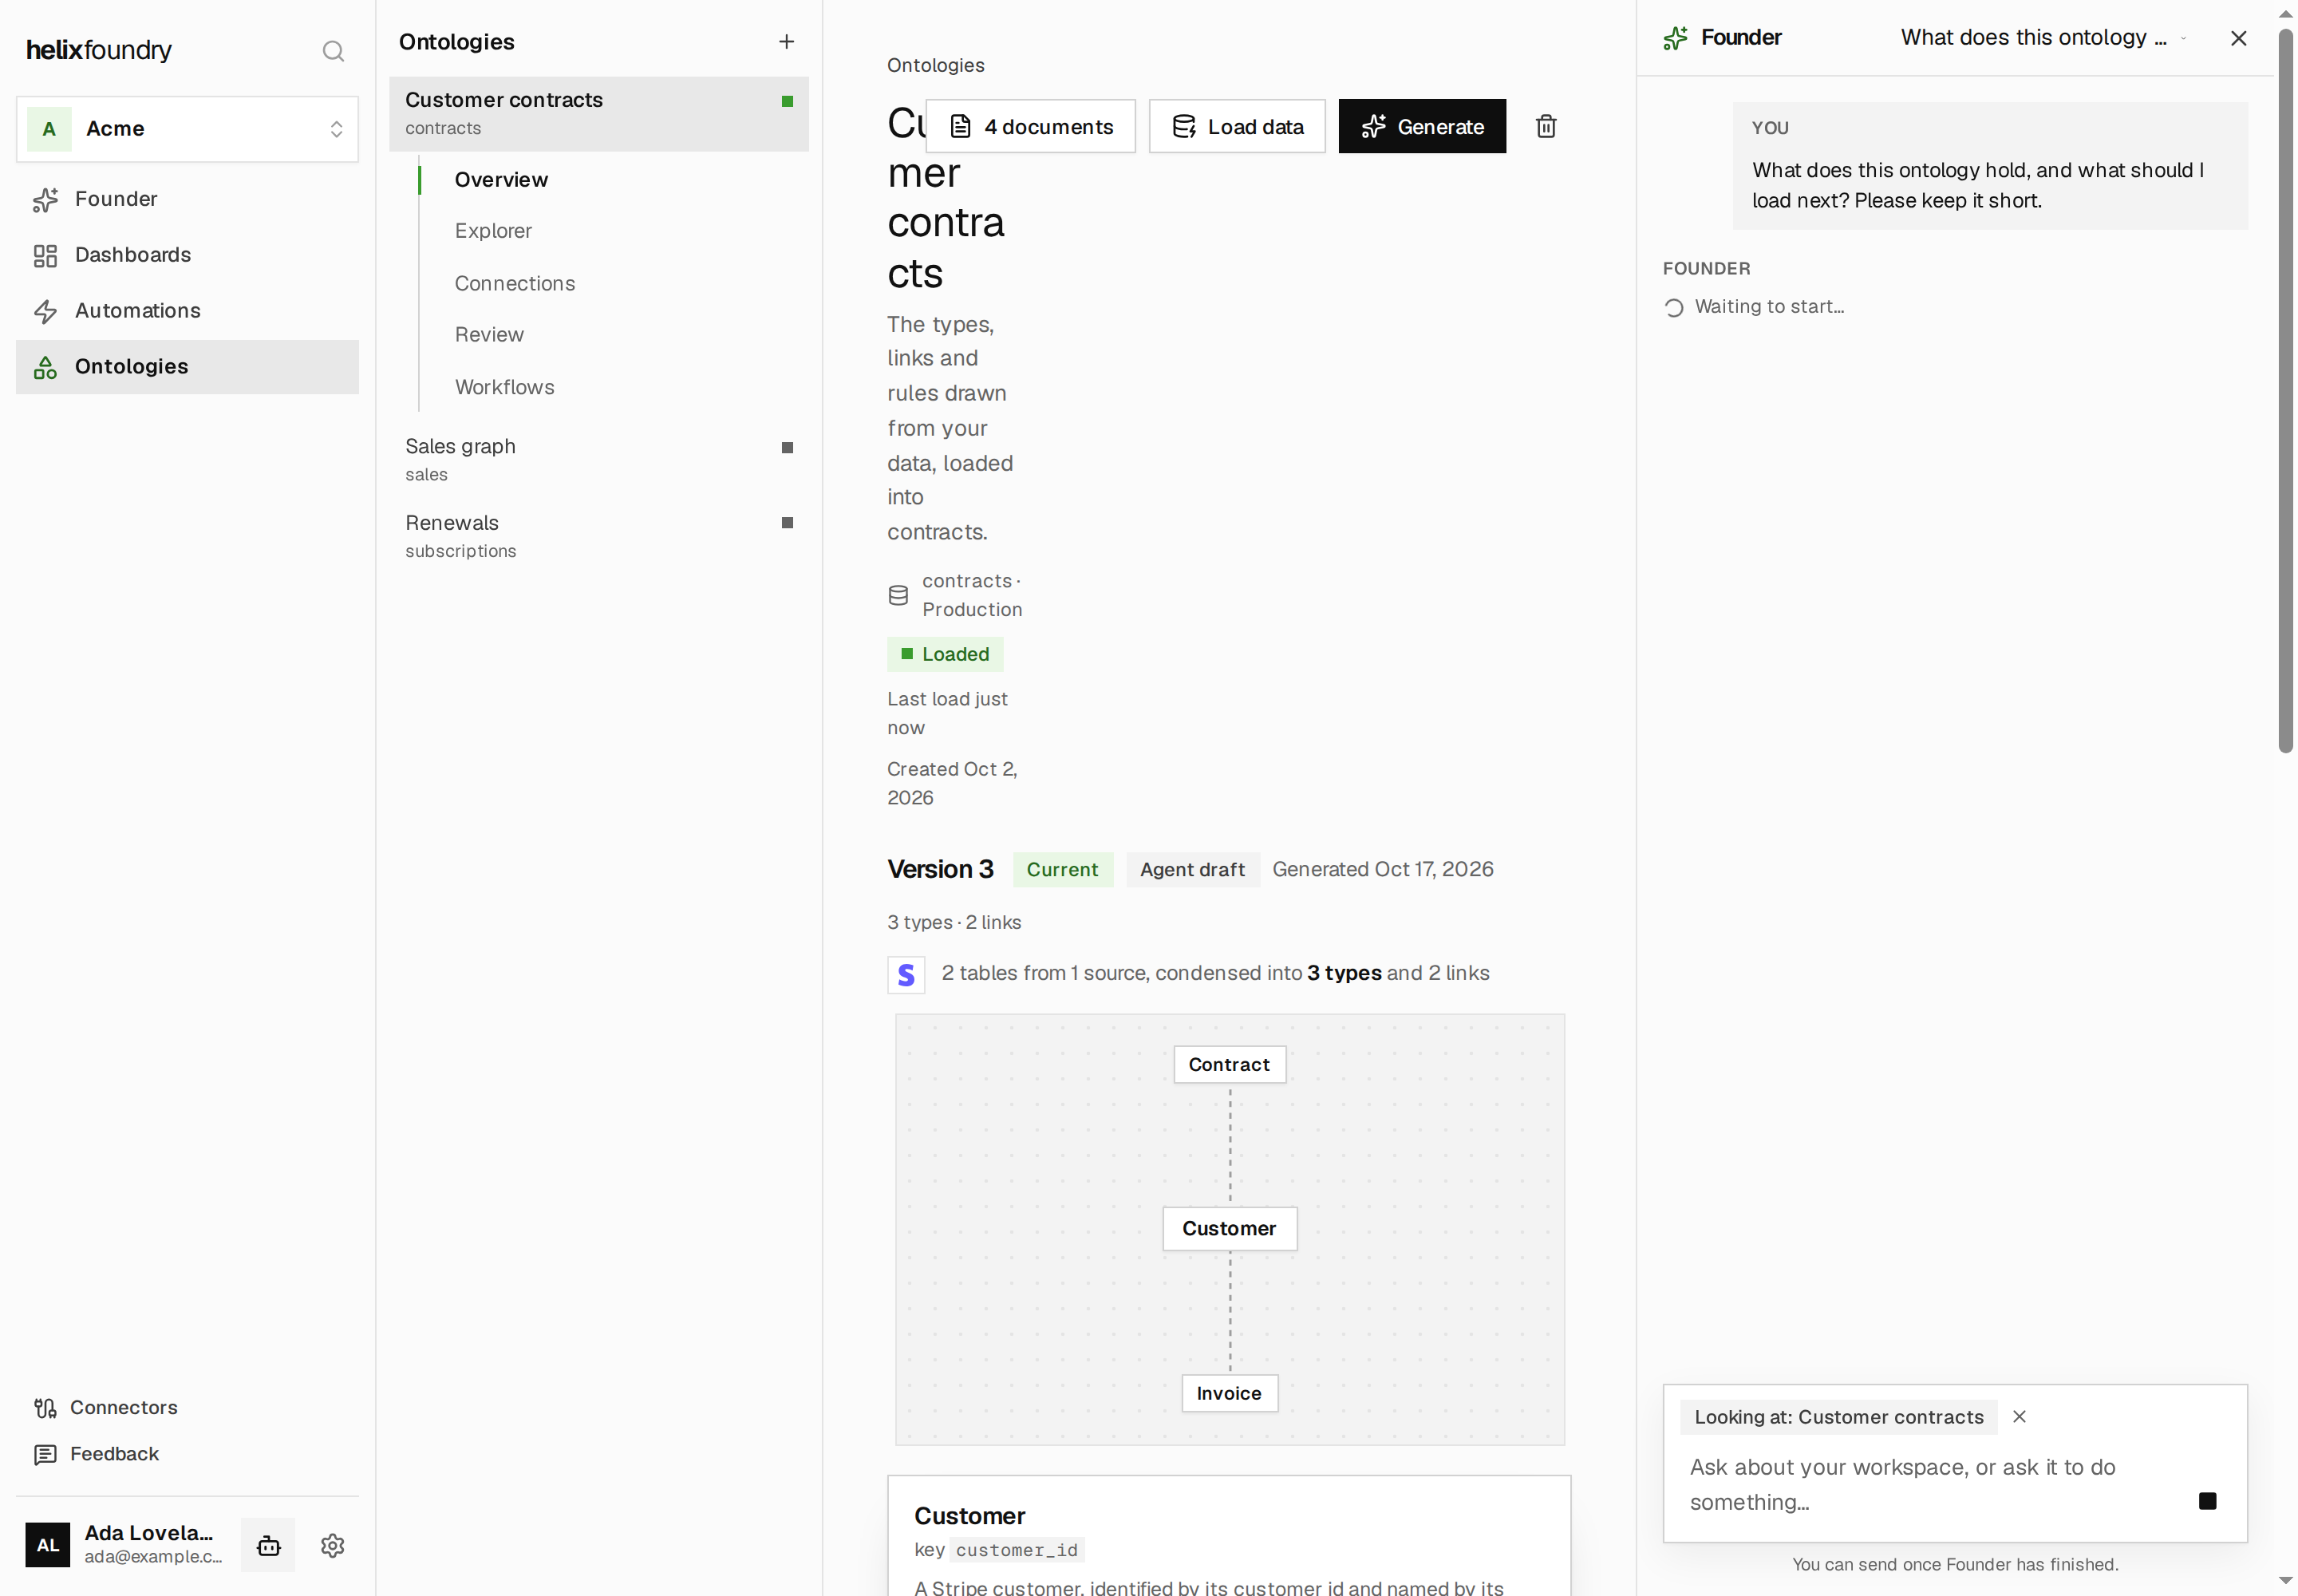 helixfoundry
A
Acme
Founder
Dashboards
Automations
Ontologies
Connectors
Feedback
AL
Ada Lovela...
ada@example.c...
Ontologies
Customer contracts
contracts
Overview
Explorer
Connections
Review
Workflows
Sales graph
sales
Renewals
subscriptions
Ontologies
4 documents
Load data
Generate
mer
contra
cts
The types,
links and
rules drawn
from your
data, loaded
into
contracts.
contracts ·
Production
Loaded
Last load just
now
Created Oct 2,
2026
Version 3
Current
Agent draft
Generated Oct 17, 2026
3 types · 2 links
S
2 tables from 1 source, condensed into 3 types and 2 links
Contract
Customer
Invoice
Customer
key customer_id
A Stripe customer, identified by its customer id and named by its
Founder
What does this ontology ...
YOU
What does this ontology hold, and what should I
load next? Please keep it short.
FOUNDER
Waiting to start...
Looking at: Customer contracts
Ask about your workspace, or ask it to do
something...
You can send once Founder has finished.